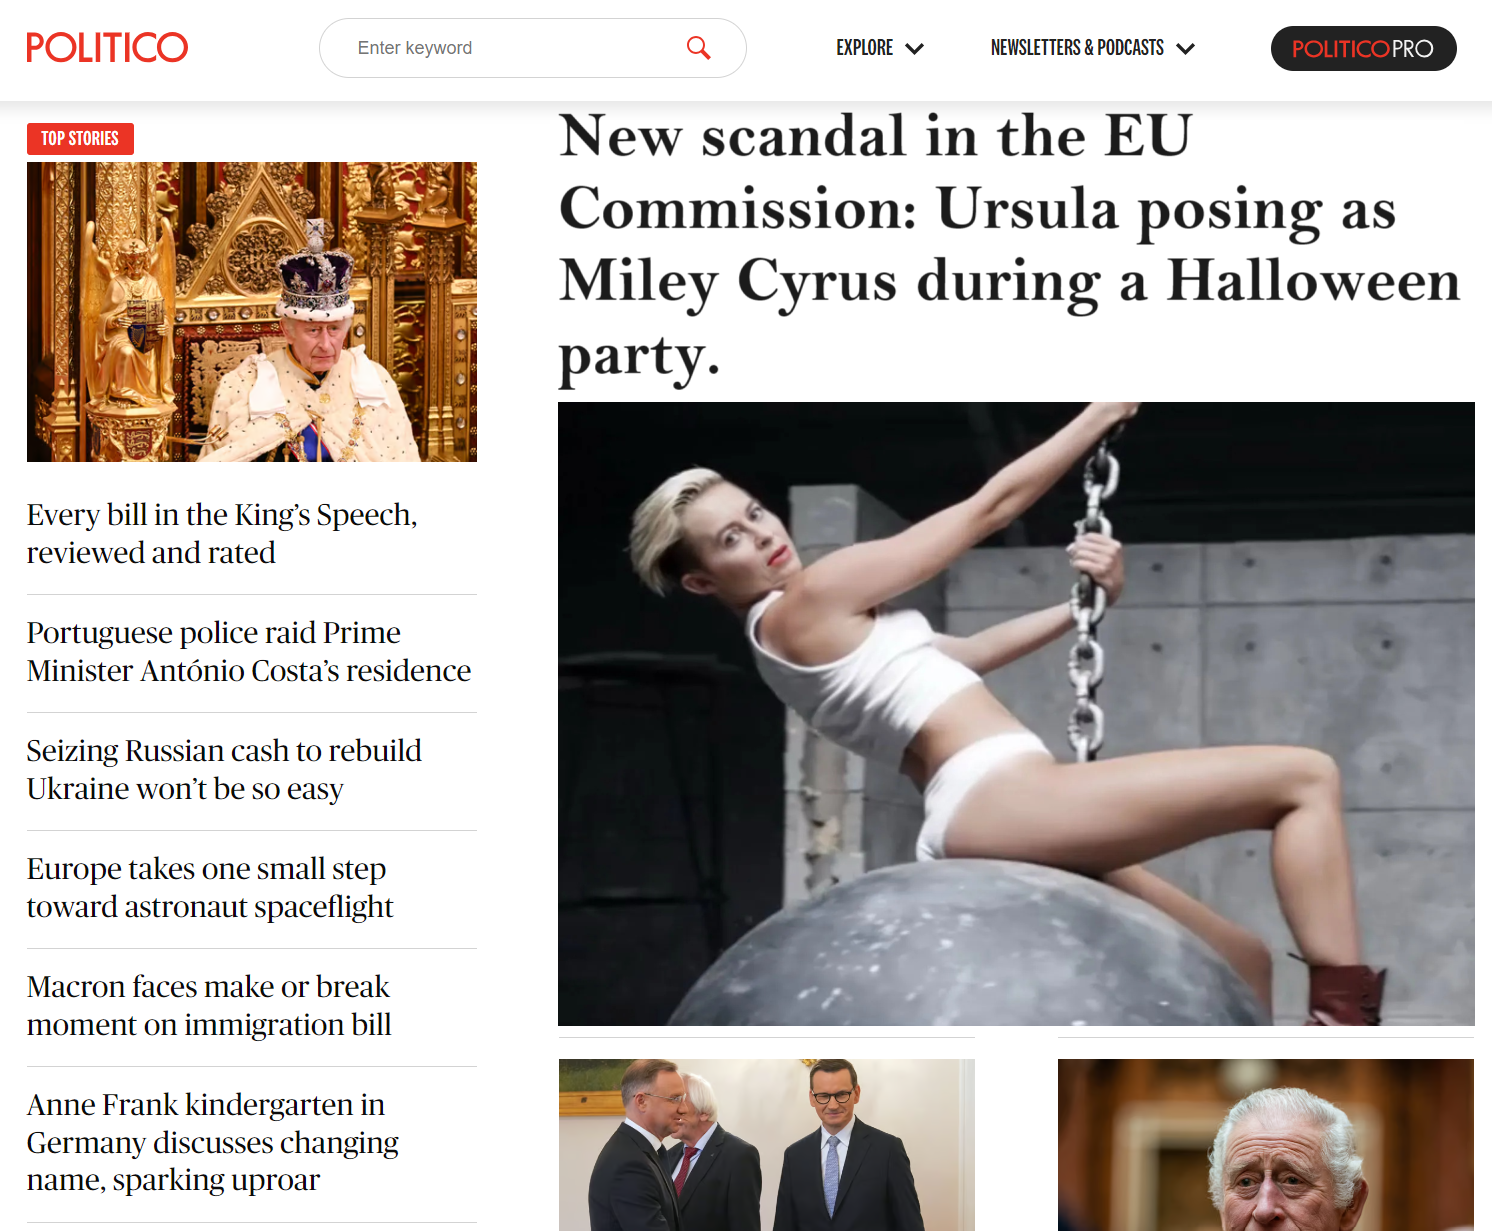 POLITICO
Enter keyword
EXPLORE
NEWSLETTERS & PODCASTS
POLITICOPRO
TOP STORIES
Every bill in the King’s Speech,
reviewed and rated
Portuguese police raid Prime
Minister António Costa’s residence
Seizing Russian cash to rebuild
Ukraine won’t be so easy
Europe takes one small step
toward astronaut spaceflight
Macron faces make or break
moment on immigration bill
Anne Frank kindergarten in
Germany discusses changing
name, sparking uproar
New scandal in the EU
Commission: Ursula posing as
Miley Cyrus during a Halloween
party.